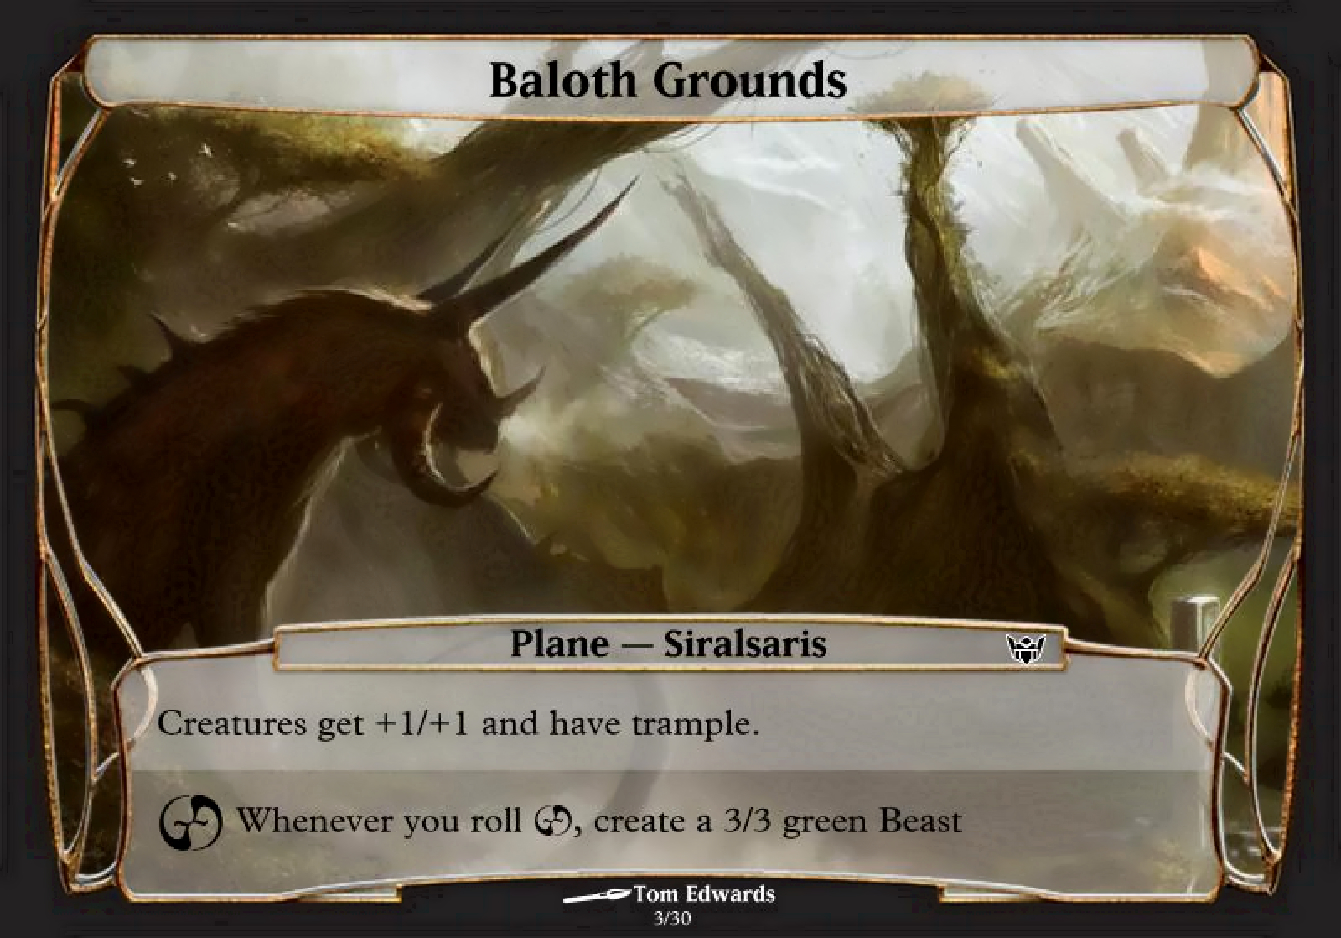 Baloth Grounds
Plane — Siralsaris
Creatures get +1/+1 and have trample.
Whenever you roll , create a 3/3 green Beast
Tom Edwards
3/30